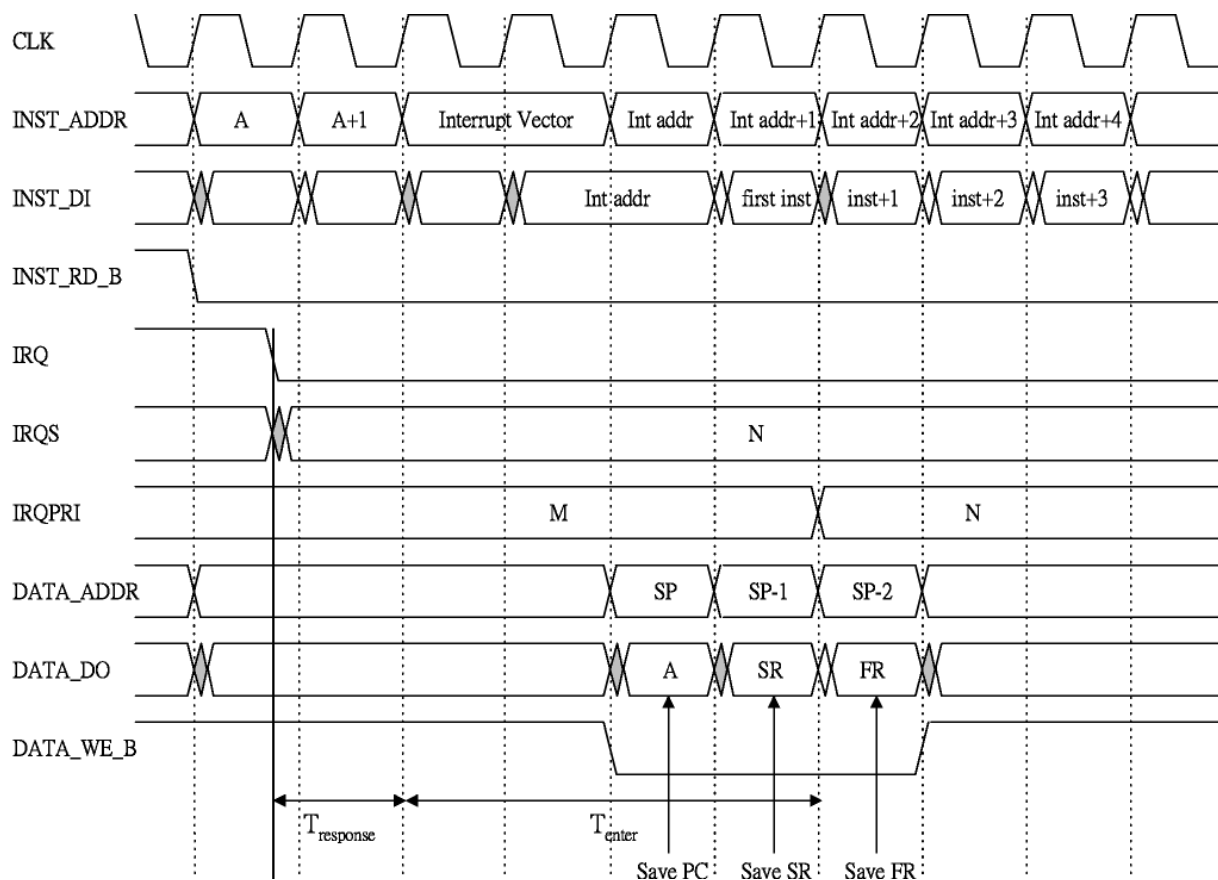 CLK
INST_ADDR A A+1 Interrupt Vector Int addr Int addr+1 Int addr+2 Int addr+3 Int addr+4
INST_DI Int addr first inst inst+1 inst+2 inst+3
INST_RD_B
IRQ
IRQS N
IRQPRI M N
DATA_ADDR SP SP-1 SP-2
DATA_DO A SR FR
DATA_WE_B
Tresponse Tenter
Save PC Save SR Save FR